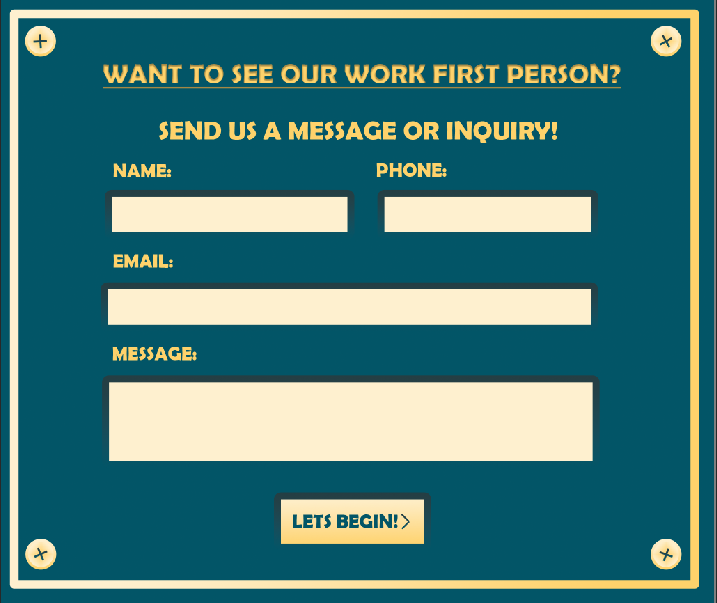 WANT TO SEE OUR WORK FIRST PERSON?
SEND US A MESSAGE OR INQUIRY!
NAME: PHONE:
EMAIL:
MESSAGE:
LETS BEGIN!>